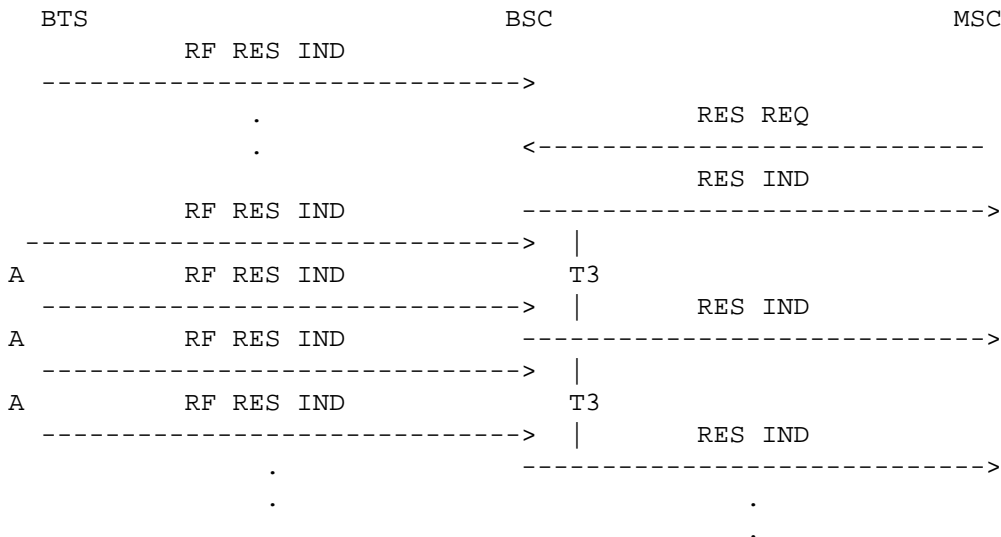 BTS BSC MSC
RF RES IND
------------------------------>
. RES REQ
. <----------------------------
RES IND
RF RES IND ----------------------------->
-------------------------------> |
A RF RES IND T3
------------------------------> | RES IND
A RF RES IND ----------------------------->
------------------------------> |
A RF RES IND T3
------------------------------> | RES IND
. ----------------------------->
. .
.